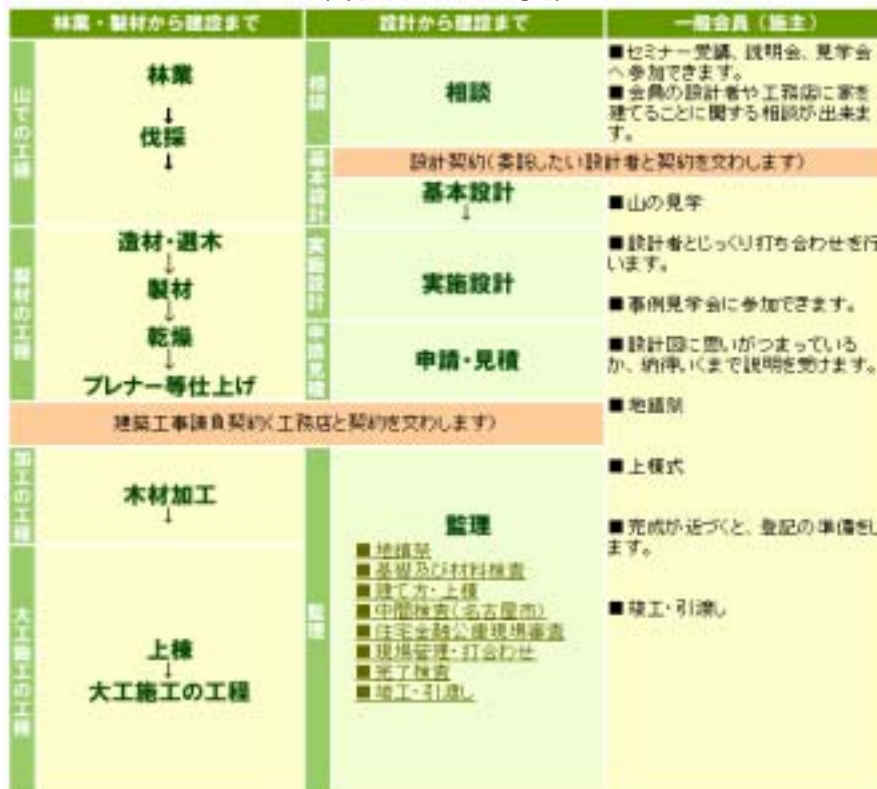 林業・製材から建設まで
設計から建設まで
一般会員（施主）
山での工程
林業
↓
伐採
↓
相談
相談
■セミナー受講、説明会、見学会
へ参加できます。
■会員の設計者や工務店に家を
建てることに関する相談が出来ま
す。
設計契約(委託したい設計者と契約を交わします)
基本設計
基本設計
↓
■山の見学
製材の工程
造材・選木
↓
製材
↓
乾燥
↓
プレナー等仕上げ
実施設計
実施設計
■設計者とじっくり打ち合わせを行
います。
■事例見学会に参加できます。
申請見積
申請・見積
■設計図に思いがつまっている
か、納得いくまで説明を受けます。
建築工事請負契約(工務店と契約を交わします)
■地鎮祭
加工の工程
木材加工
↓
■上棟式
監理
監理
■地鎮祭
■基礎及び材料検査
■建て方・上棟
■中間検査(名古屋市)
■住宅金融公庫現場審査
■現場管理・打合わせ
■完了検査
■竣工・引渡し
■完成が近づくと、登記の準備をし
ます。
■竣工・引渡し
大工施工の工程
上棟
↓
大工施工の工程